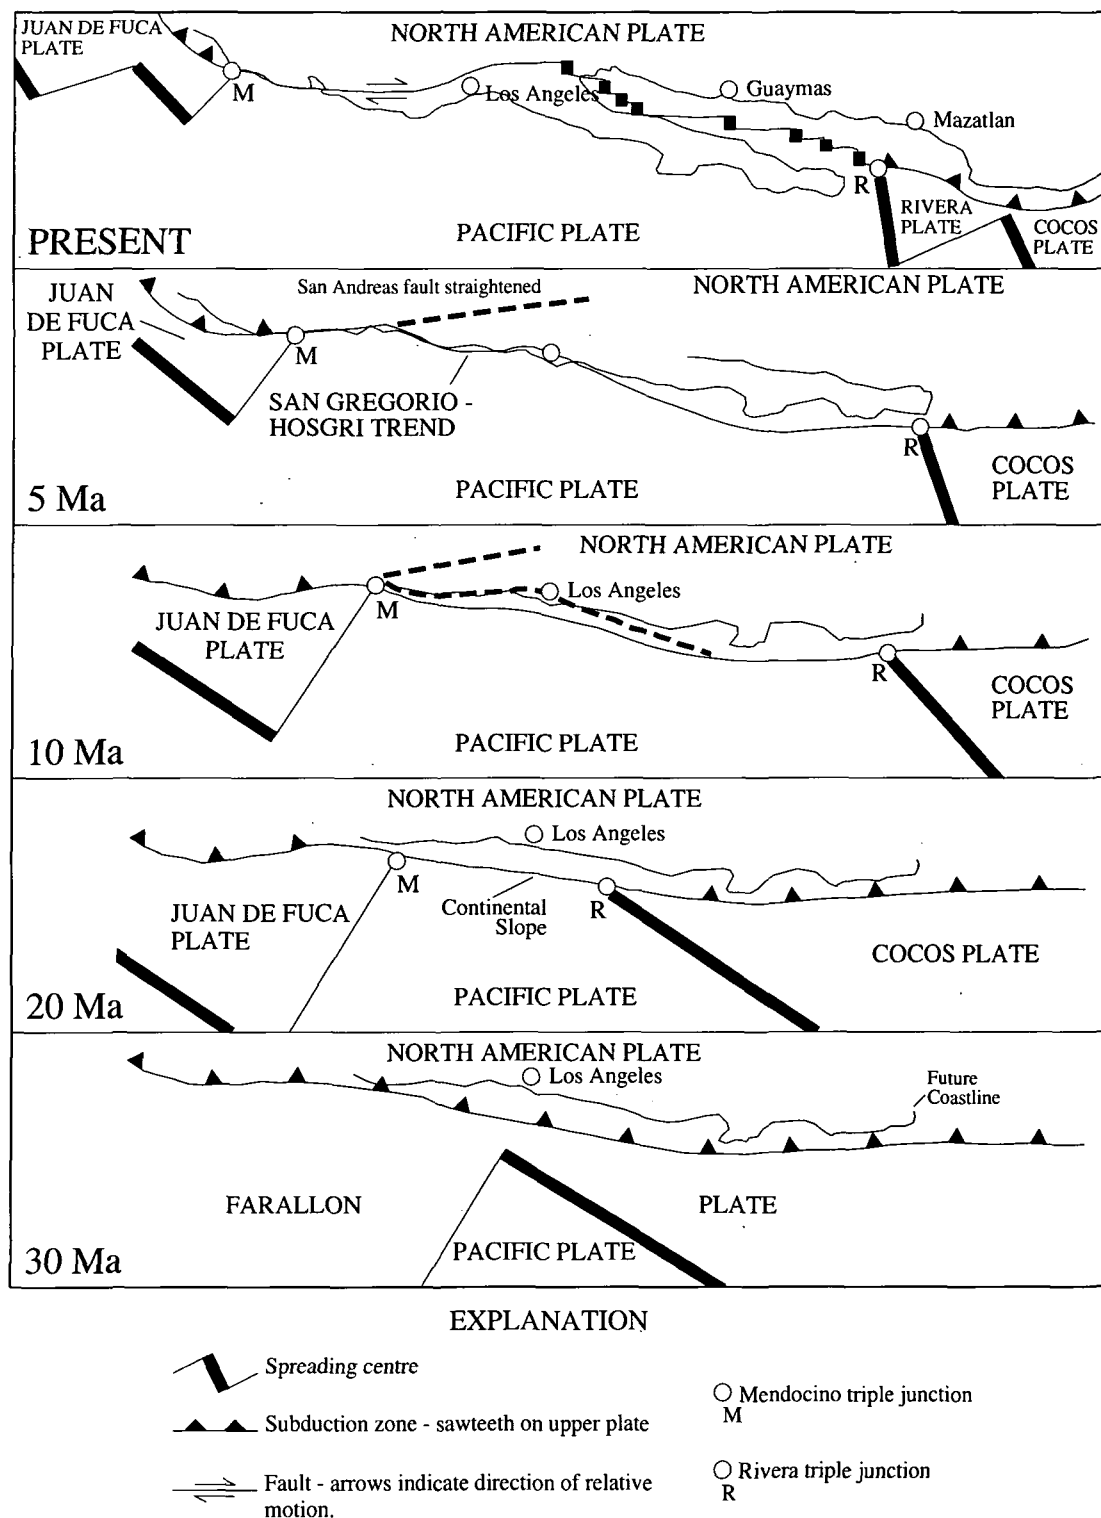 JUAN DE FUCA
PLATE
NORTH AMERICAN PLATE
M
Los Angeles
Guaymas
Mazatlan
R
RIVERA
PLATE
COCOS
PLATE
PACIFIC PLATE
PRESENT
JUAN
DE FUCA
PLATE
San Andreas fault straightened
NORTH AMERICAN PLATE
M
SAN GREGORIO -
HOSGRI TREND
R
COCOS
PLATE
PACIFIC PLATE
5 Ma
NORTH AMERICAN PLATE
Los Angeles
M
JUAN DE FUCA
PLATE
R
COCOS
PLATE
PACIFIC PLATE
10 Ma
NORTH AMERICAN PLATE
Los Angeles
M
JUAN DE FUCA
PLATE
Continental
Slope
R
COCOS PLATE
PACIFIC PLATE
20 Ma
NORTH AMERICAN PLATE
Los Angeles
Future
Coastline
FARALLON
PLATE
PACIFIC PLATE
30 Ma
EXPLANATION
Spreading centre
Subduction zone - sawteeth on upper plate
Fault - arrows indicate direction of relative
motion.
Mendocino triple junction
M
Rivera triple junction
R